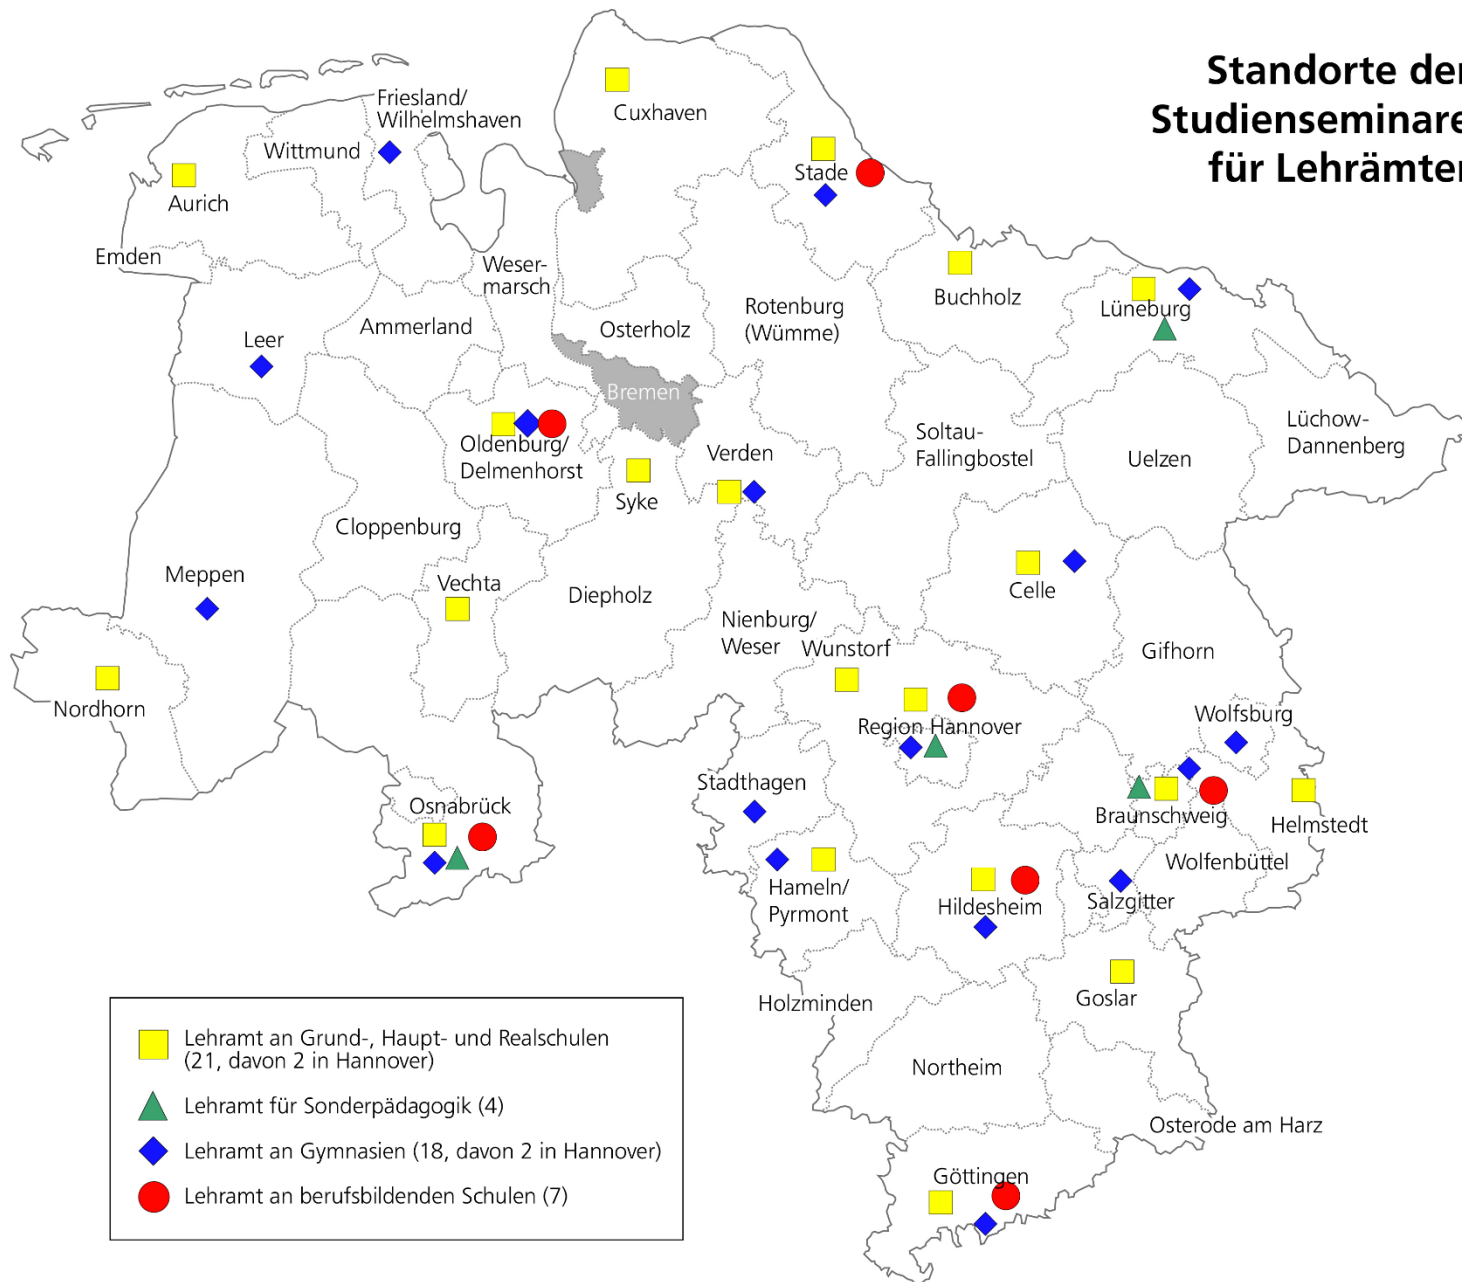 Standorte der
Studienseminare
für Lehrämter
Friesland/
Wilhelmshaven
Cuxhaven
Wittmund
Stade
Aurich
Emden
Weser-
marsch
Buchholz
Rotenburg
(Wümme)
Lüneburg
Ammerland
Osterholz
Leer
Bremen
Lüchow-
Dannenberg
Soltau-
Fallingbostel
Oldenburg/
Delmenhorst
Verden
Uelzen
Syke
Cloppenburg
Meppen
Vechta
Diepholz
Celle
Nienburg/
Weser
Wunstorf
Gifhorn
Nordhorn
Wolfsburg
Region Hannover
Stadthagen
Osnabrück
Braunschweig
Helmstedt
Wolfenbüttel
Hameln/
Pyrmont
Hildesheim
Salzgitter
Holzminden
Goslar
Northeim
Osterode am Harz
Göttingen
Lehramt an Grund-, Haupt- und Realschulen
(21, davon 2 in Hannover)
Lehramt für Sonderpädagogik (4)
Lehramt an Gymnasien (18, davon 2 in Hannover)
Lehramt an berufsbildenden Schulen (7)